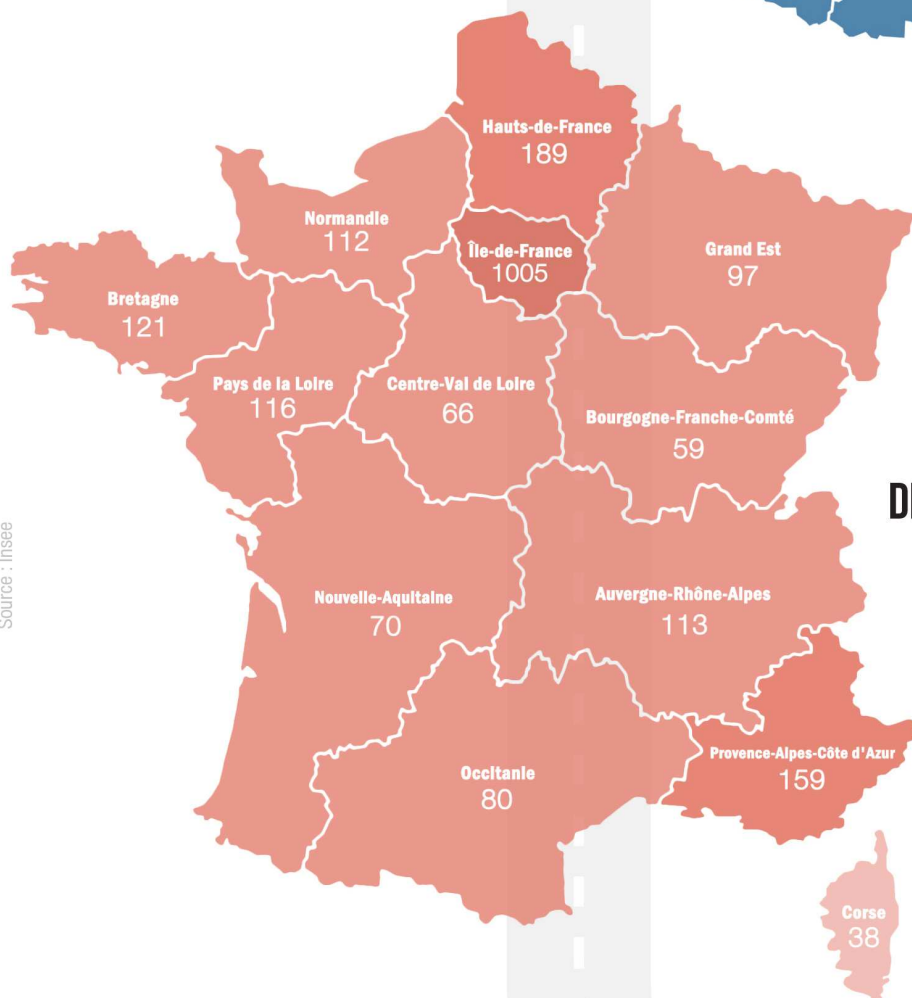 Hauts-de-France
189
Normandie
112
Île-de-France
1005
Grand Est
97
Bretagne
121
Pays de la Loire
116
Centre-Val de Loire
66
Bourgogne-Franche-Comté
59
Source : Insee
Nouvelle-Aquitaine
70
Auvergne-Rhône-Alpes
113
Provence-Alpes-Côte d'Azur
159
Occitanie
80
Corse
38